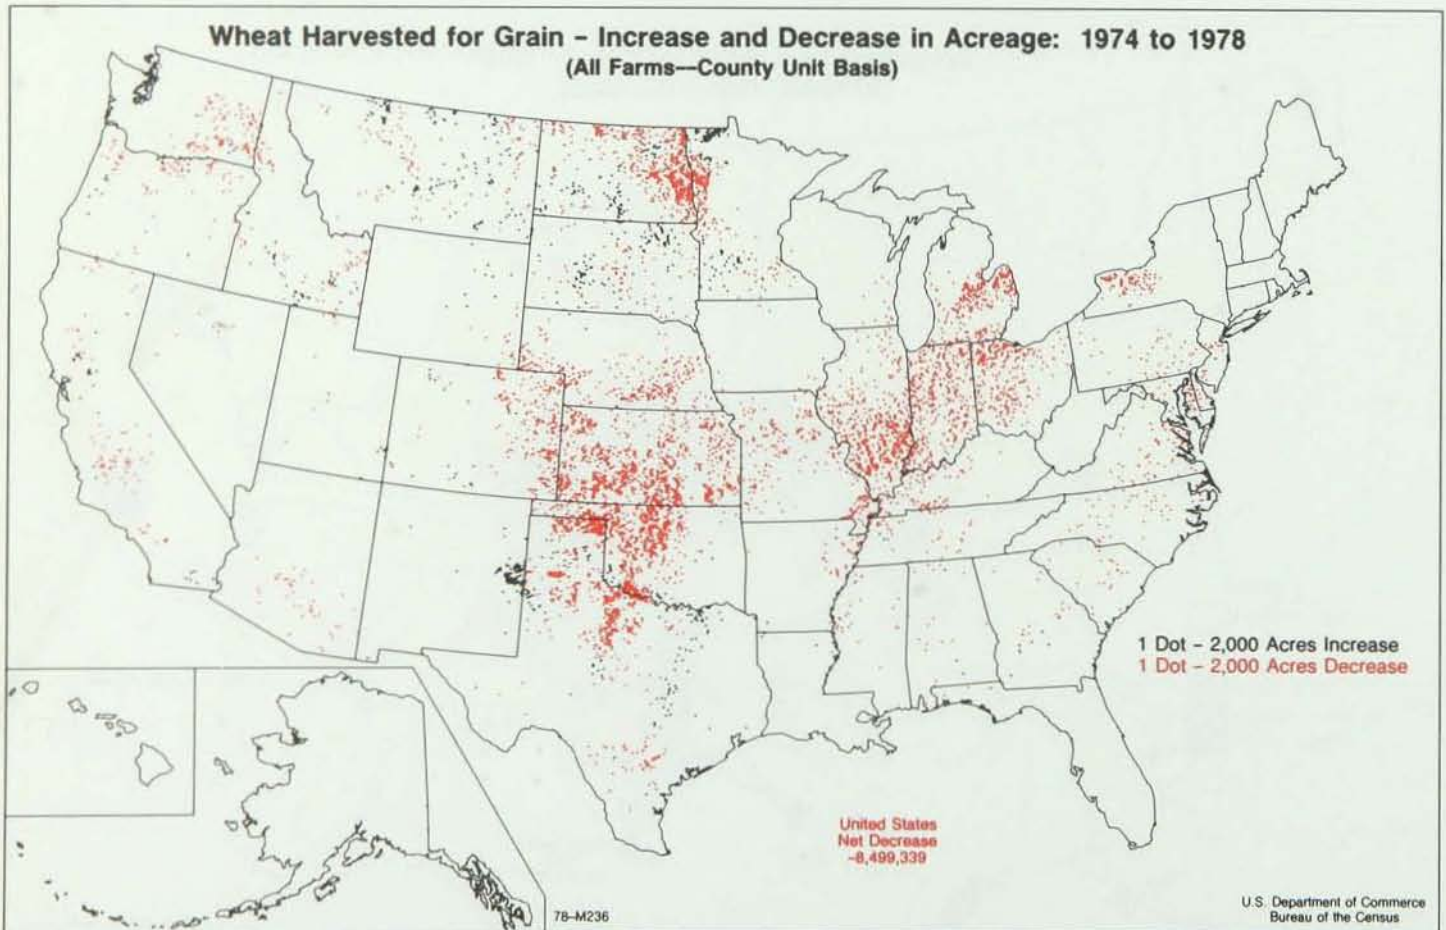 Wheat Harvested for Grain – Increase and Decrease in Acreage: 1974 to 1978
(All Farms—County Unit Basis)
1 Dot – 2,000 Acres Increase
1 Dot – 2,000 Acres Decrease
United States
Net Decrease
-8,499,339
78-M236
U.S. Department of Commerce
Bureau of the Census